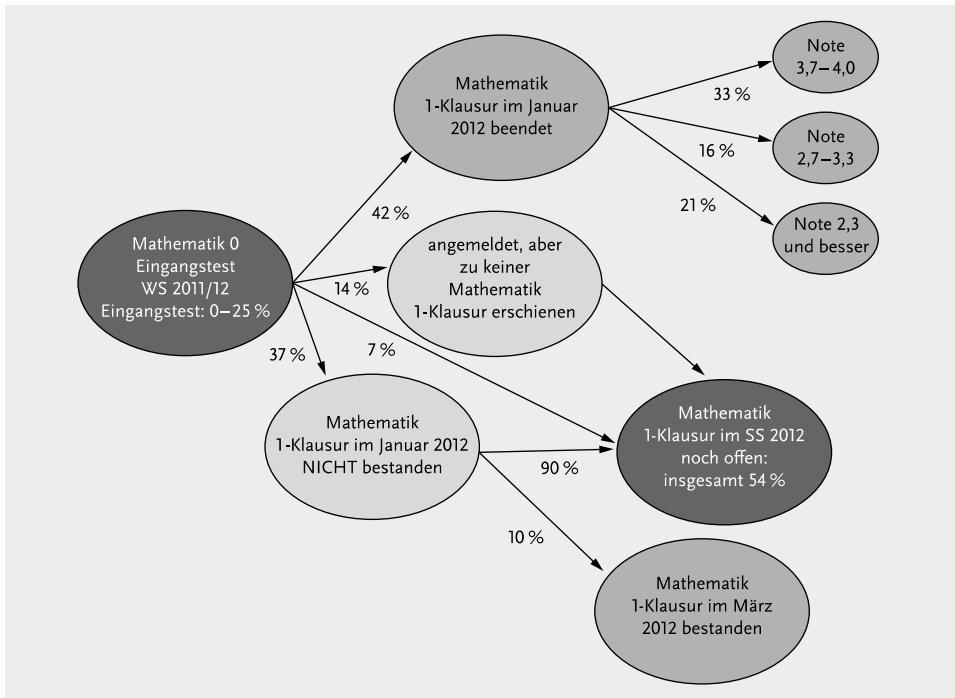 Note
3,7–4,0
33 %
Mathematik
1-Klausur im Januar
2012 beendet
Note
2,7–3,3
16 %
21 %
Note 2,3
und besser
42 %
Mathematik 0
Eingangstest
WS 2011/12
Eingangstest: 0–25 %
angemeldet, aber
zu keiner
Mathematik
1-Klausur erschienen
14 %
37 %
7 %
Mathematik
1-Klausur im Januar 2012
NICHT bestanden
Mathematik
1-Klausur im SS 2012
noch offen:
insgesamt 54 %
90 %
10 %
Mathematik
1-Klausur im März
2012 bestanden